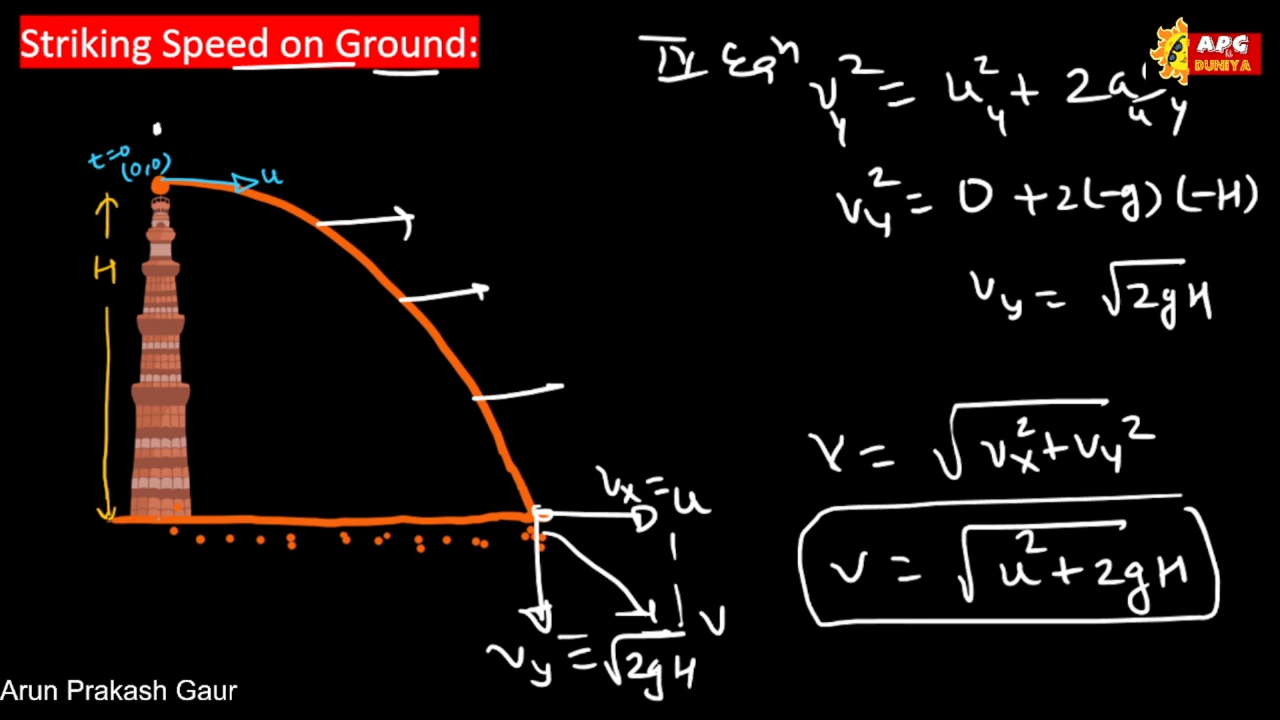 Striking Speed on Ground:
APG
DUNIYA
IV Eqⁿ
v_y² = u_y² + 2a_y y
v_y² = 0 + 2(-g)(-H)
v_y = √2gH
v = √v_x² + v_y²
v = √u² + 2gH
t=0
(0,0)
u
H
v_x = u
v
v_y = √2gH
Arun Prakash Gaur